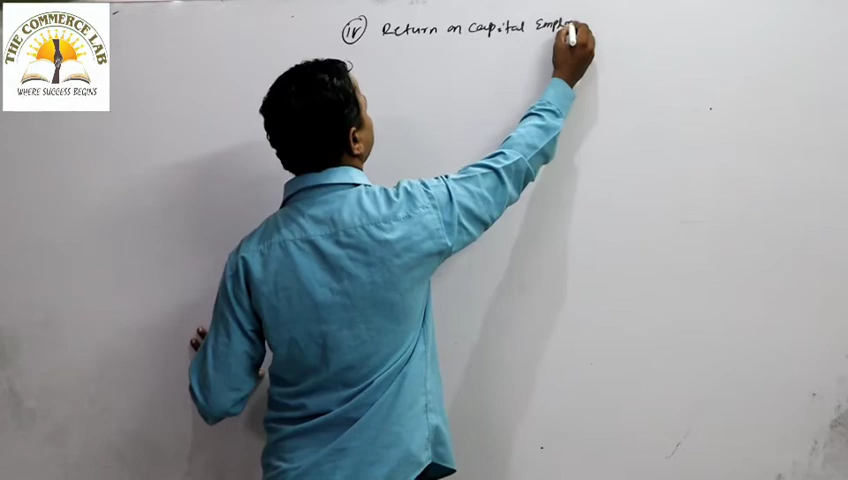 THE COMMERCE LAB
WHERE SUCCESS BEGINS
iv Return on Capital Emplo